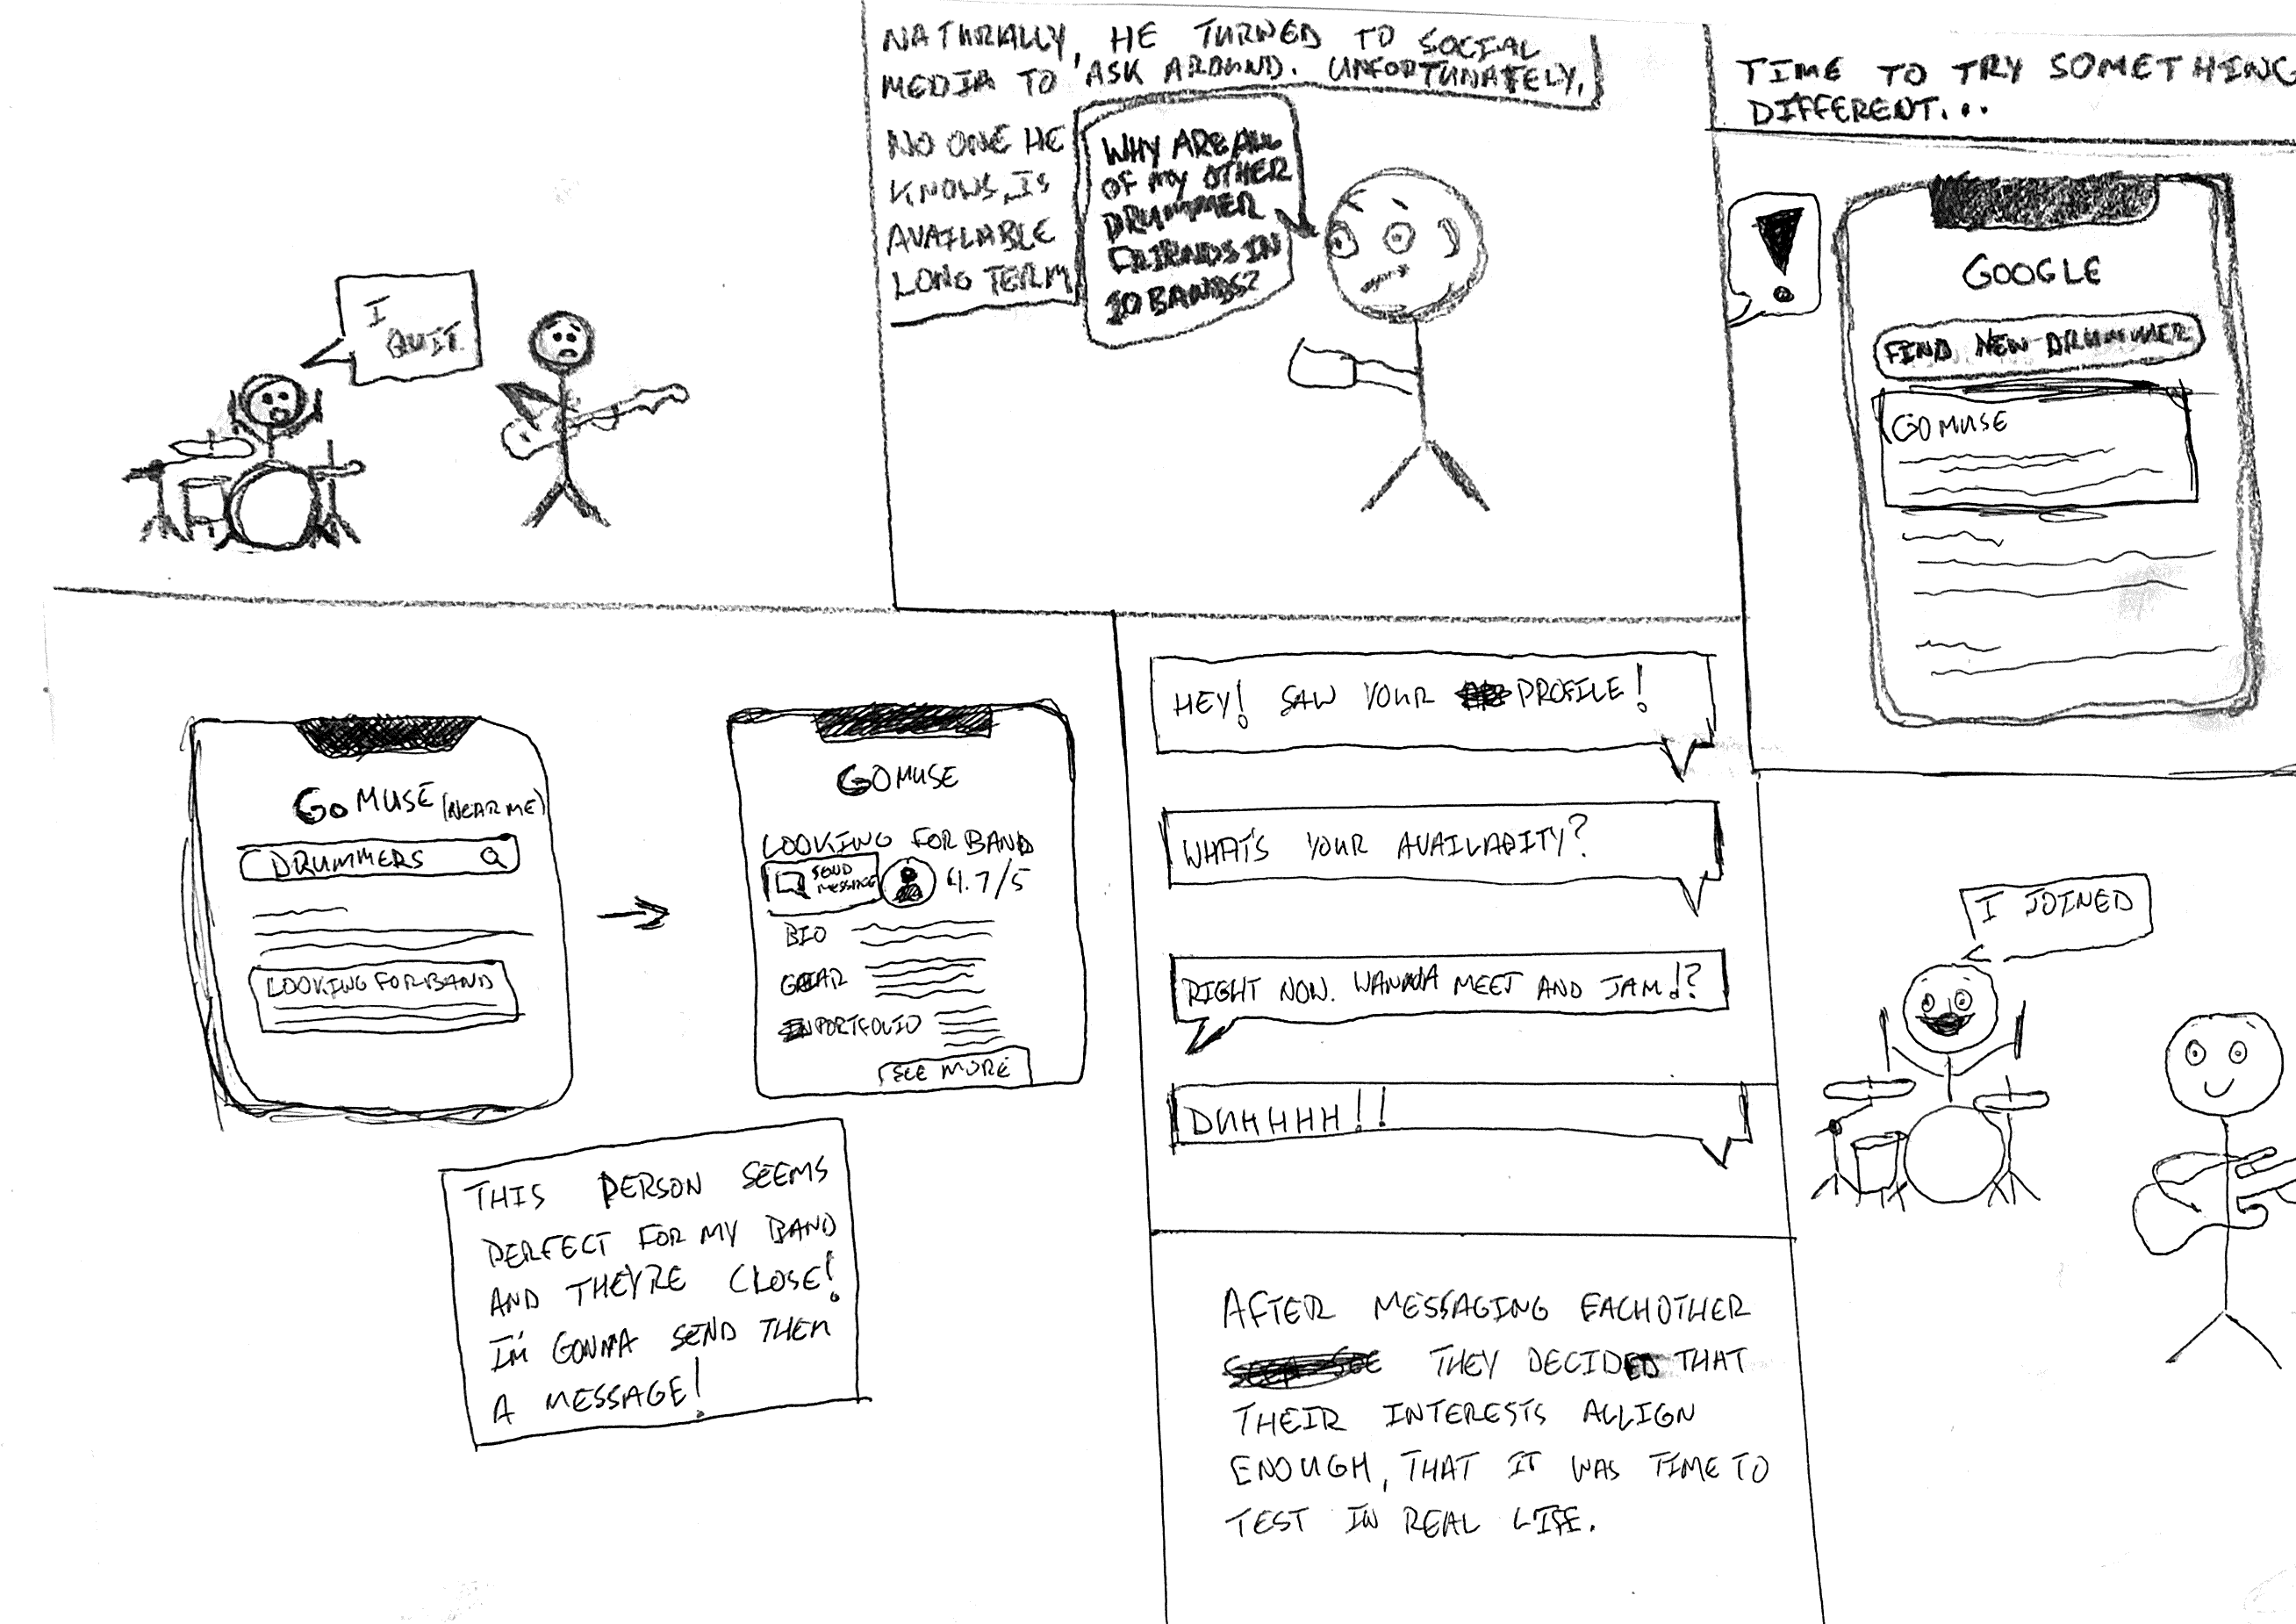 I
QUIT
NATURALLY, HE TURNED TO SOCIAL
MEDIA TO ASK AROUND. UNFORTUNATELY,
NO ONE HE
KNOWS IS
AVAILABLE
LONG TERM
WHY ARE ALL
OF MY OTHER
DRUMMER
FRIENDS IN
10 BANDS?
TIME TO TRY SOMETHING
DIFFERENT...
!
GOOGLE
FIND NEW DRUMMER
GO MUSE
GO MUSE (NEAR ME)
DRUMMERS
LOOKING FOR BAND
GO MUSE
LOOKING FOR BAND
SEND
MESSAGE
4.7/5
BIO
GEAR
PORTFOLIO
SEE MORE
THIS PERSON SEEMS
PERFECT FOR MY BAND
AND THEY'RE CLOSE!
I'M GONNA SEND THEM
A MESSAGE!
HEY! SAW YOUR PROFILE!
WHAT'S YOUR AVAILABITY?
RIGHT NOW. WANNA MEET AND JAM!?
DUHHHH!!
AFTER MESSAGING EACHOTHER
THEY DECIDED THAT
THEIR INTERESTS ALLIGN
ENOUGH, THAT IT WAS TIME TO
TEST IN REAL LIFE.
I JOINED